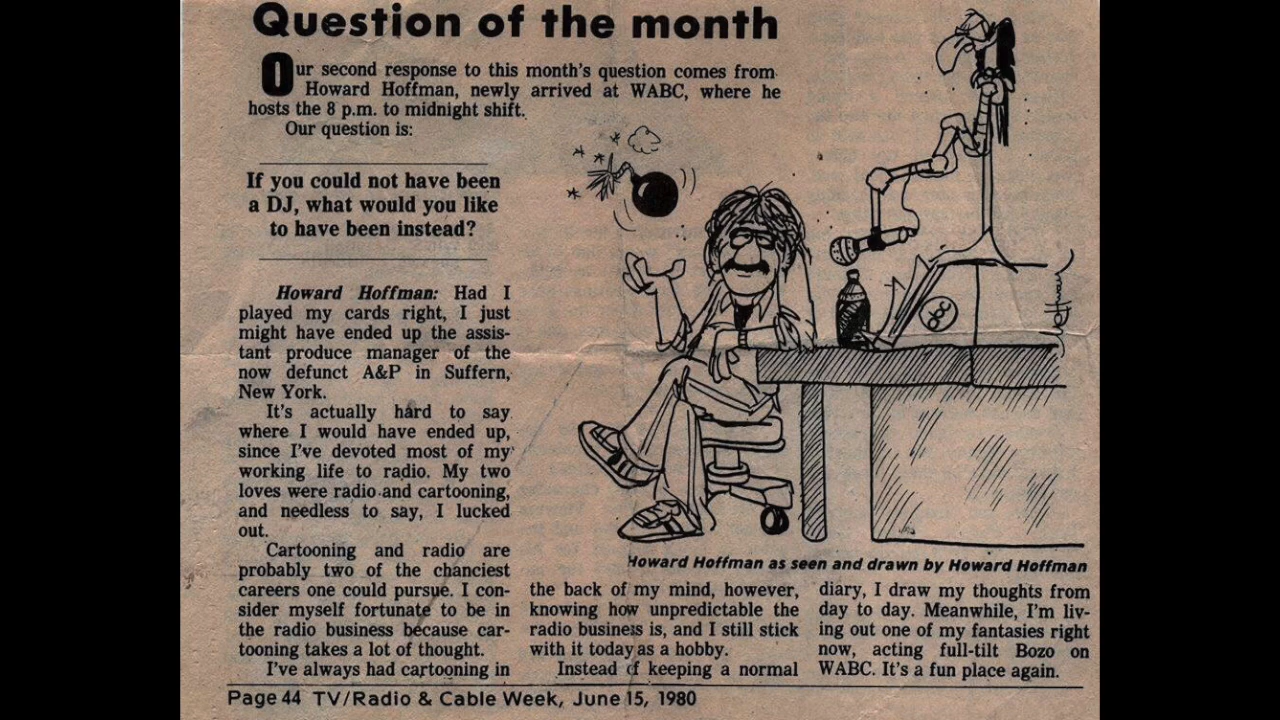 Question of the month
Our second response to this month's question comes from
Howard Hoffman, newly arrived at WABC, where he
hosts the 8 p.m. to midnight shift.
Our question is:
If you could not have been
a DJ, what would you like
to have been instead?
Howard Hoffman: Had I
played my cards right, I just
might have ended up the assis-
tant produce manager of the
now defunct A&P in Suffern,
New York.
It's actually hard to say
where I would have ended up,
since I've devoted most of my
working life to radio. My two
loves were radio and cartooning,
and needless to say, I lucked
out.
Cartooning and radio are
probably two of the chanciest
careers one could pursue. I con-
sider myself fortunate to be in
the radio business because car-
tooning takes a lot of thought.
I've always had cartooning in
abc
Hoffman
Howard Hoffman as seen and drawn by Howard Hoffman
the back of my mind, however,
knowing how unpredictable the
radio business is, and I still stick
with it today as a hobby.
Instead of keeping a normal
diary, I draw my thoughts from
day to day. Meanwhile, I'm liv-
ing out one of my fantasies right
now, acting full-tilt Bozo on
WABC. It's a fun place again.
Page 44 TV/Radio & Cable Week, June 15, 1980